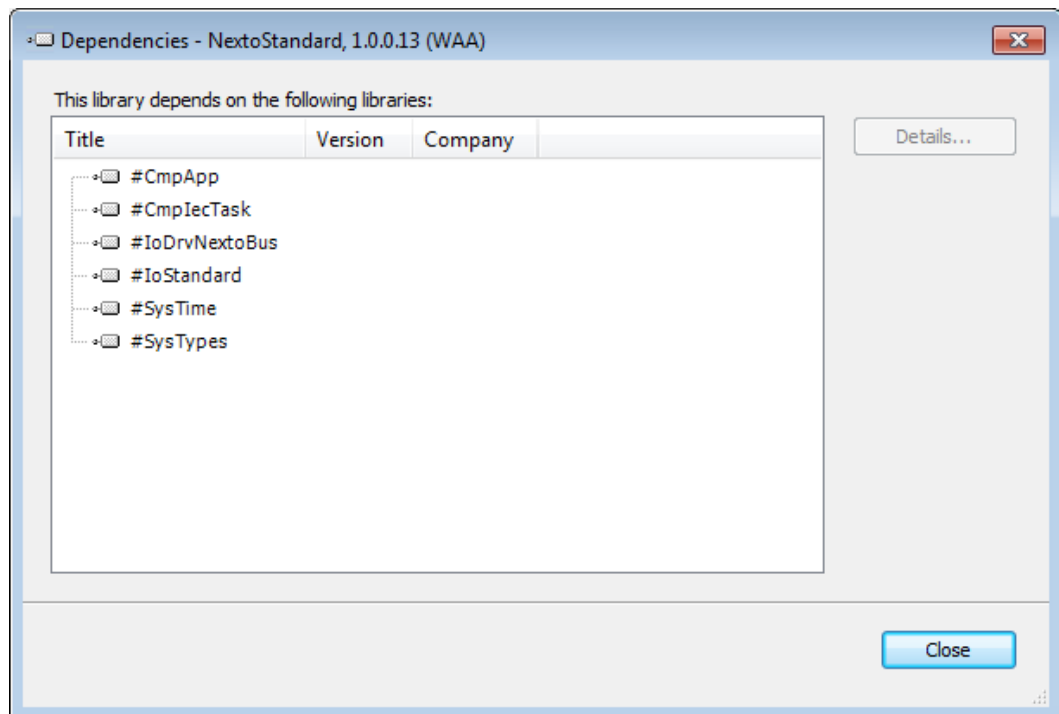 Dependencies - NextoStandard, 1.0.0.13 (WAA)
This library depends on the following libraries:
Title Version Company
Details...
#CmpApp
#CmpIecTask
#IoDrvNextoBus
#IoStandard
#SysTime
#SysTypes
Close